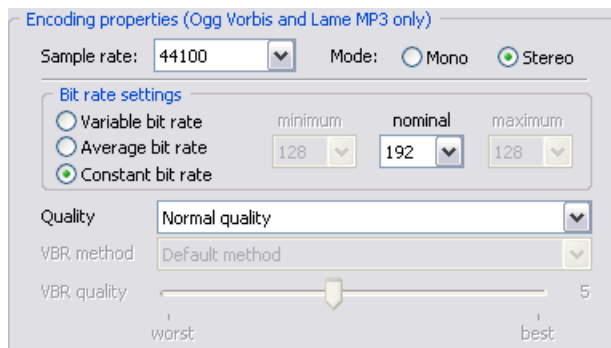 Encoding properties (Ogg Vorbis and Lame MP3 only)
Sample rate: 44100 Mode: Mono Stereo
Bit rate settings
Variable bit rate minimum nominal maximum
Average bit rate 128 192 128
Constant bit rate
Quality Normal quality
VBR method Default method
VBR quality 5
worst best